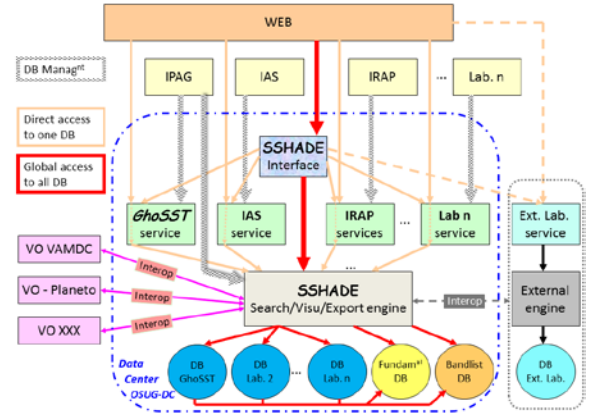 WEB
DB Managⁿᵗ
IPAG
IAS
IRAP
...
Lab. n
Direct access
to one DB
Global access
to all DB
SSHADE
Interface
GhoSST
service
IAS
service
IRAP
services
...
Lab n
service
Ext. Lab.
service
VO VAMDC
VO - Planeto
VO XXX
Interop
Interop
Interop
...
SSHADE
Search/Visu/Export engine
Interop
External
engine
Data
Center
OSUG-DC
DB
GhoSST
DB
Lab. 2
...
DB
Lab. n
Fundamᵃˡ
DB
Bandlist
DB
DB
Ext. Lab.